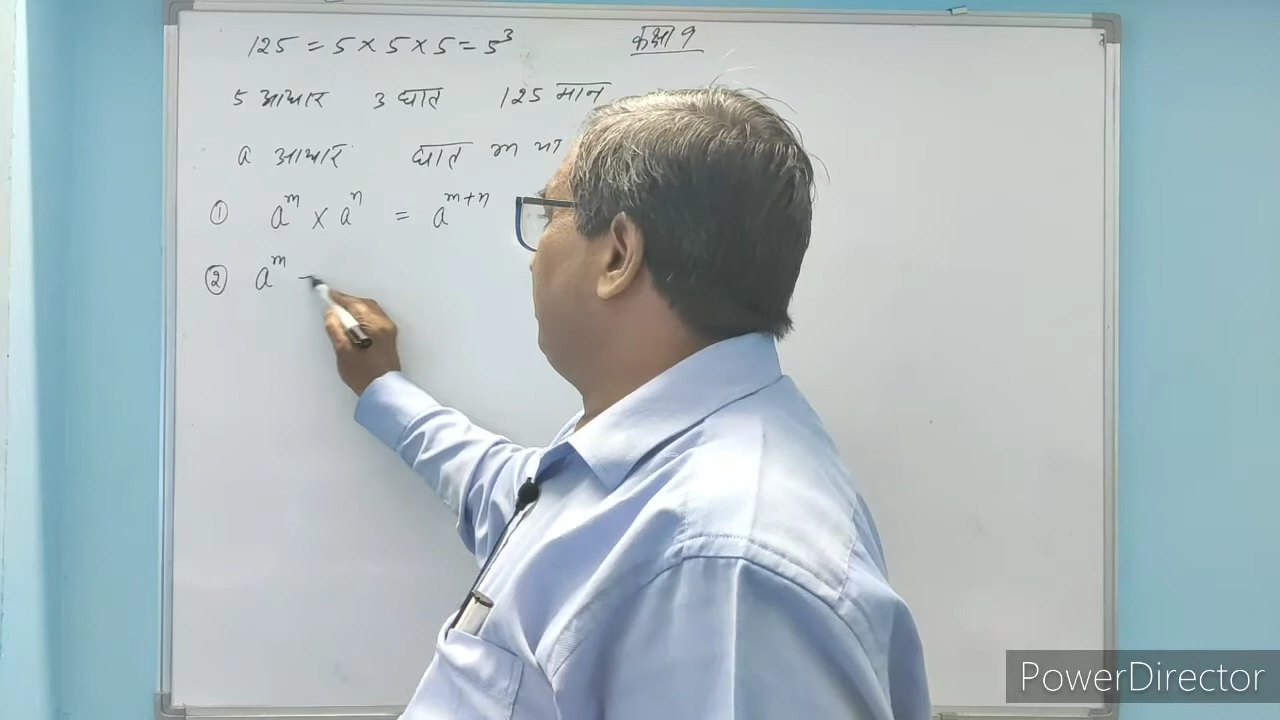 125 = 5 × 5 × 5 = 5³ कक्षा 9
5 आधार 3 घात 125 मान
a आधार घात m या
① aᵐ × aⁿ = aᵐ⁺ⁿ
② aᵐ
PowerDirector